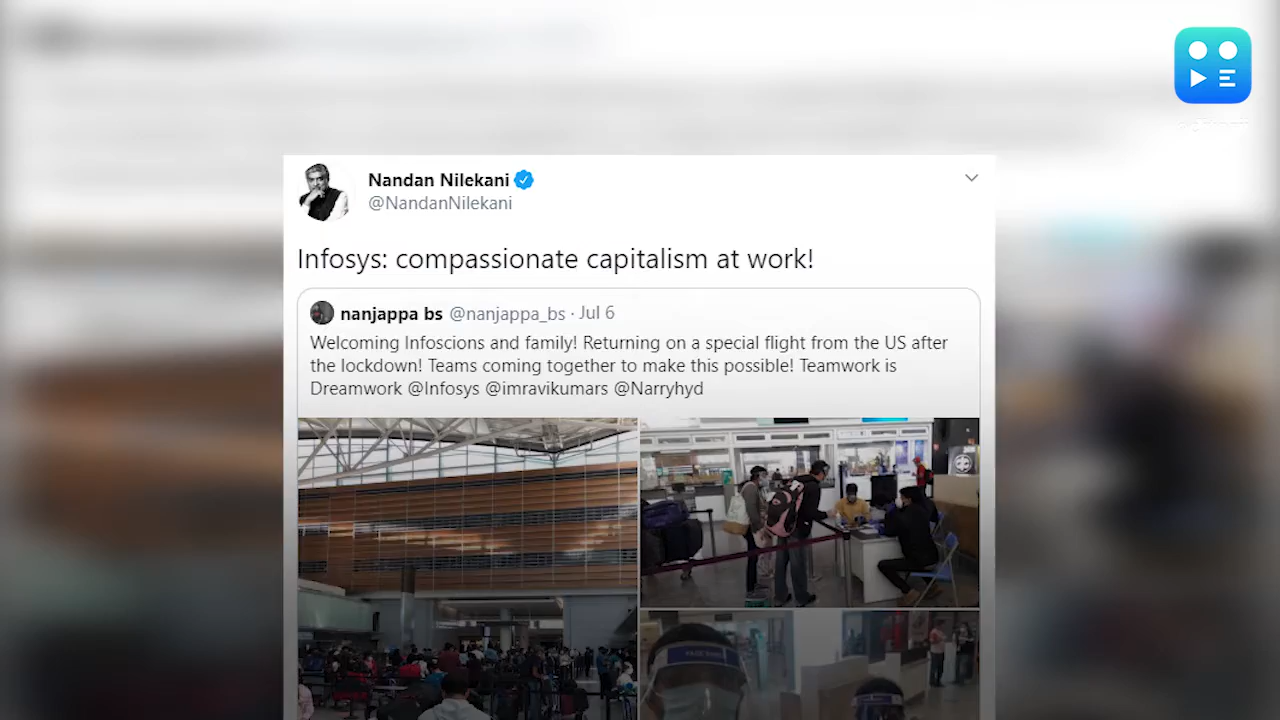 Nandan Nilekani
@NandanNilekani
Infosys: compassionate capitalism at work!
nanjappa bs @nanjappa_bs · Jul 6
Welcoming Infoscions and family! Returning on a special flight from the US after
the lockdown! Teams coming together to make this possible! Teamwork is
Dreamwork @Infosys @imravikumars @Narryhyd